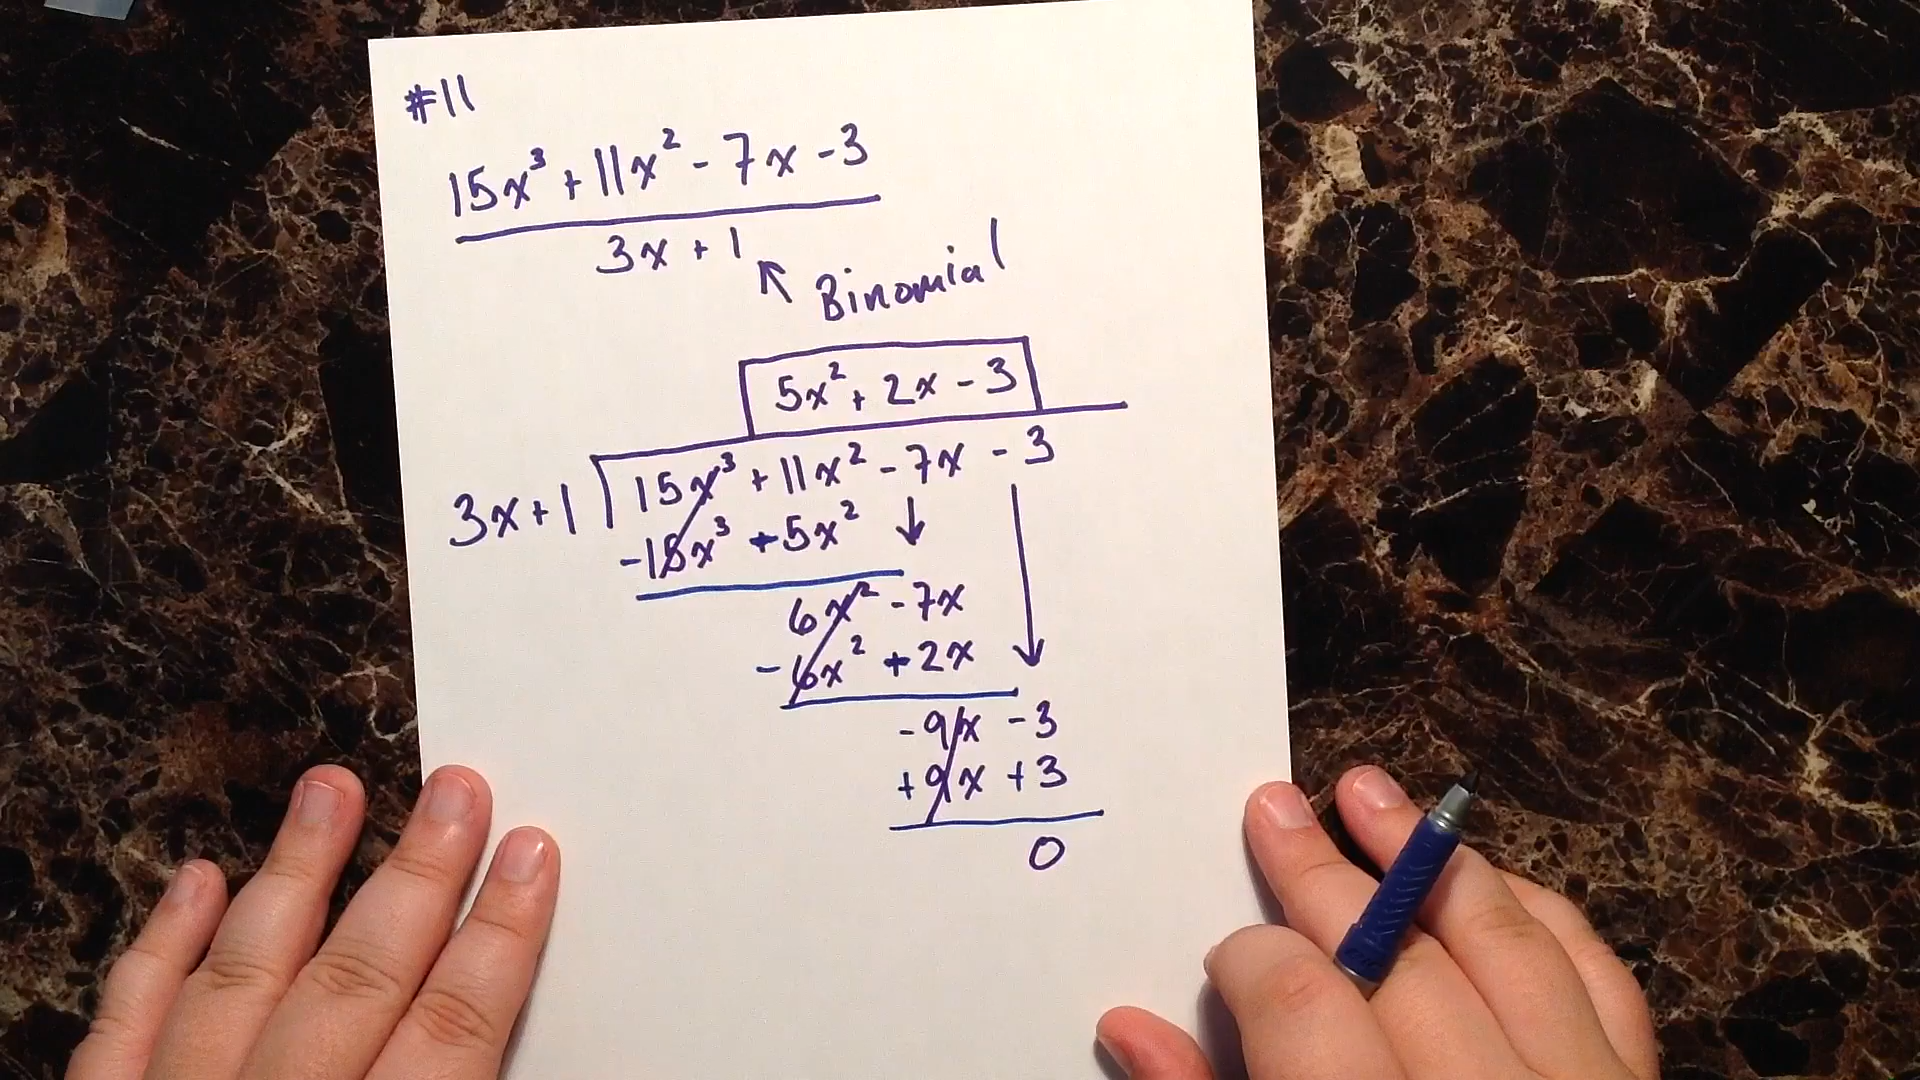 #11
15x³ + 11x² - 7x - 3
3x + 1
Binomial
5x² + 2x - 3
3x + 1 ) 15x³ + 11x² - 7x - 3
-15x³ + 5x²
6x² - 7x
- 6x² + 2x
-9x - 3
+9x + 3
0